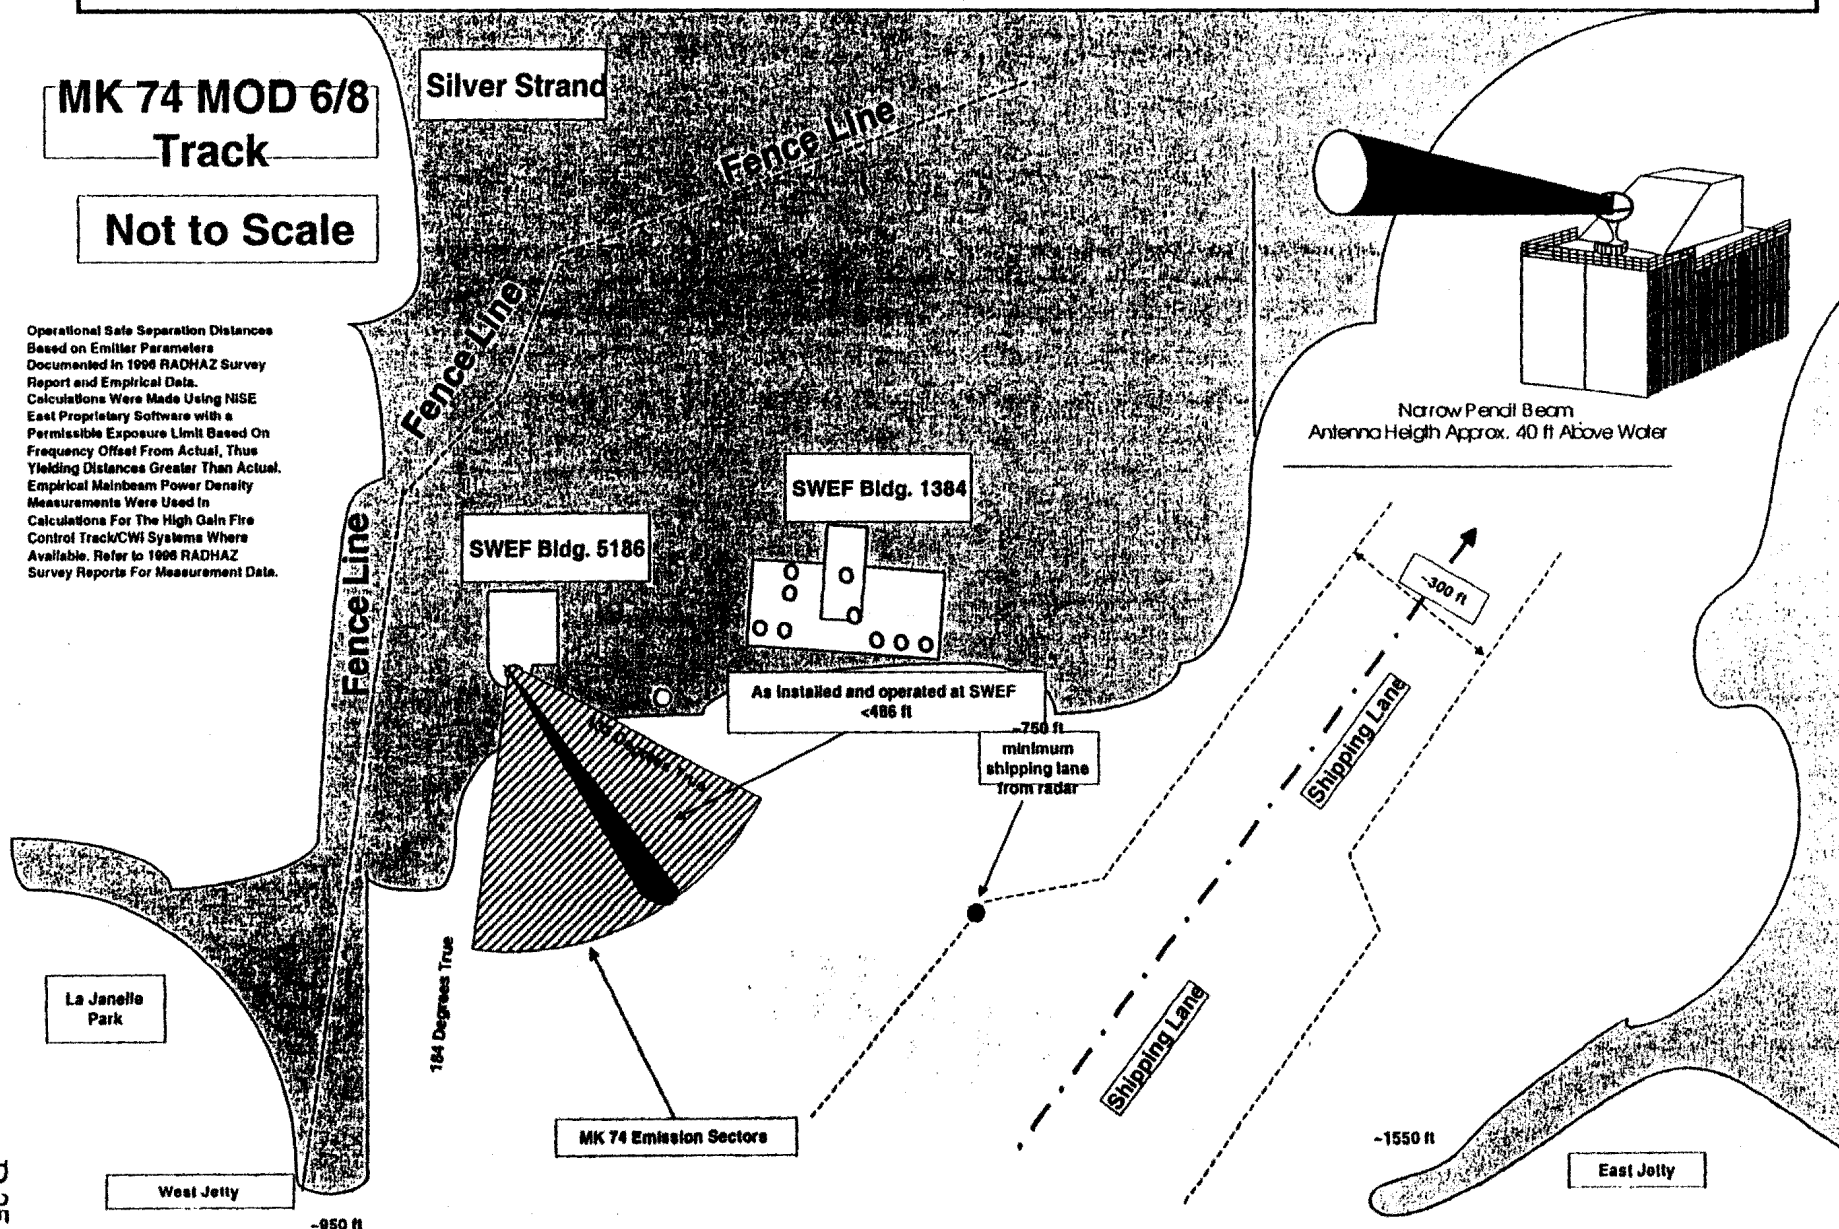 MK 74 MOD 6/8
Track
Not to Scale
Silver Strand
Fence Line
Fence Line
Fence Line
Operational Safe Separation Distances
Based on Emitter Parameters
Documented in 1996 RADHAZ Survey
Report and Empirical Data.
Calculations Were Made Using NISE
East Proprietary Software with a
Permissible Exposure Limit Based On
Frequency Offset From Actual, Thus
Yielding Distances Greater Than Actual.
Empirical Mainbeam Power Density
Measurements Were Used In
Calculations For The High Gain Fire
Control Track/CWI Systems Where
Available. Refer to 1996 RADHAZ
Survey Reports For Measurement Data.
Narrow Pencil Beam
Antenna Heigth Approx. 40 ft Above Water
SWEF Bldg. 1384
SWEF Bldg. 5186
~300 ft
As installed and operated at SWEF
<486 ft
~750 ft
minimum
shipping lane
from radar
Degrees True
Shipping Lane
Shipping Lane
184 Degrees True
La Janelle
Park
MK 74 Emission Sectors
West Jetty
~950 ft
~1550 ft
East Jetty